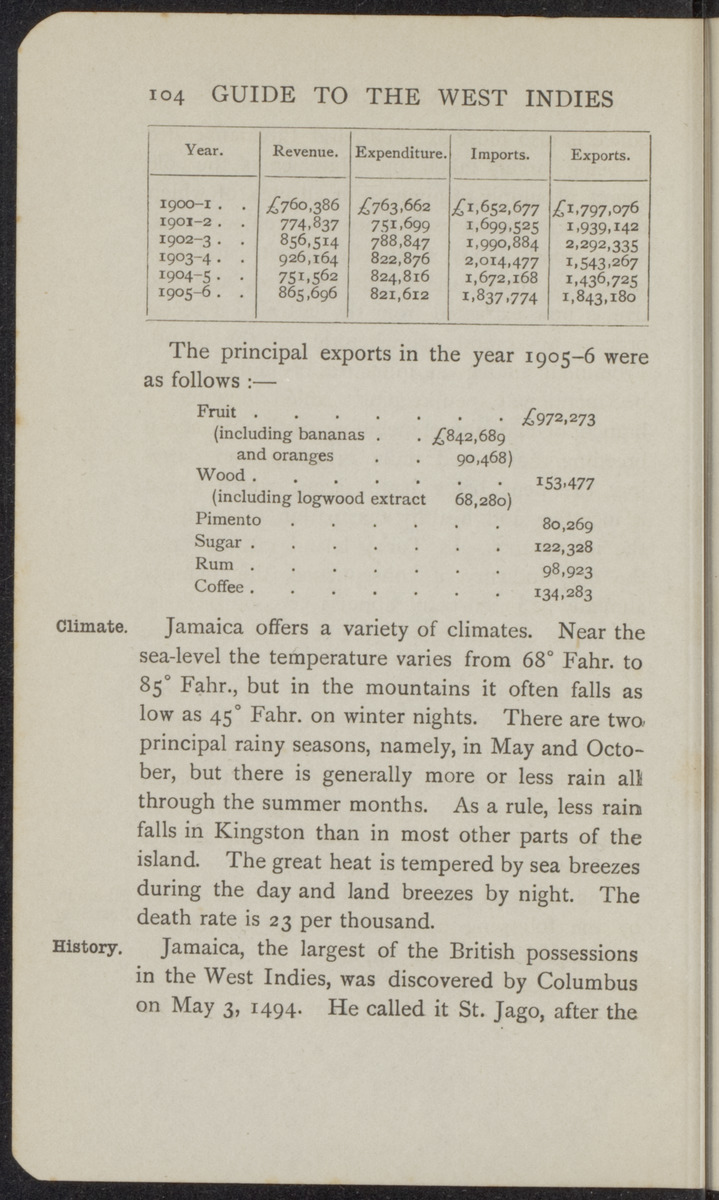 104 GUIDE TO THE WEST INDIES
Year. Revenue. Expenditure. Imports. Exports.
1900–1 . . £760,386 £763,662 £1,652,677 £1,797,076
1901–2 . . 774,837 751,699 1,699,525 1,939,142
1902–3 . . 856,514 788,847 1,990,884 2,292,335
1903–4 . . 926,164 822,876 2,014,477 1,543,267
1904–5 . . 751,562 824,816 1,672,168 1,436,725
1905–6 . . 865,696 821,612 1,837,774 1,843,180
The principal exports in the year 1905–6 were
as follows :—
Fruit . . . . . . . £972,273
(including bananas . . £842,689
and oranges . . 90,468)
Wood . . . . . . . 153,477
(including logwood extract 68,280)
Pimento . . . . . . 80,269
Sugar . . . . . . . 122,328
Rum . . . . . . . 98,923
Coffee . . . . . . . 134,283
Climate. Jamaica offers a variety of climates. Near the
sea-level the temperature varies from 68° Fahr. to
85° Fahr., but in the mountains it often falls as
low as 45° Fahr. on winter nights. There are two
principal rainy seasons, namely, in May and Octo-
ber, but there is generally more or less rain all
through the summer months. As a rule, less rain
falls in Kingston than in most other parts of the
island. The great heat is tempered by sea breezes
during the day and land breezes by night. The
death rate is 23 per thousand.
History. Jamaica, the largest of the British possessions
in the West Indies, was discovered by Columbus
on May 3, 1494. He called it St. Jago, after the